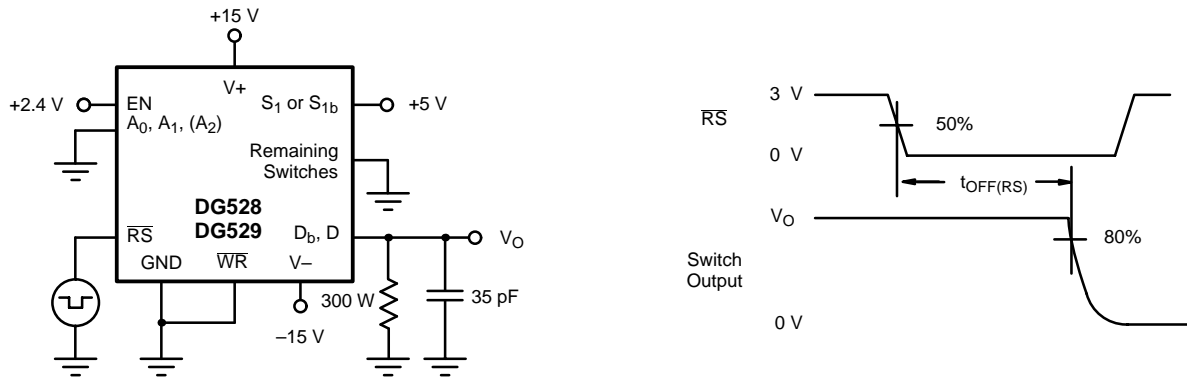 +15 V
V+
+2.4 V
EN
S1 or S1b
+5 V
A0, A1, (A2)
Remaining
Switches
DG528
DG529
RS
Db, D
VO
GND
WR
V–
300 W
35 pF
–15 V
3 V
RS
50%
0 V
tOFF(RS)
VO
80%
Switch
Output
0 V